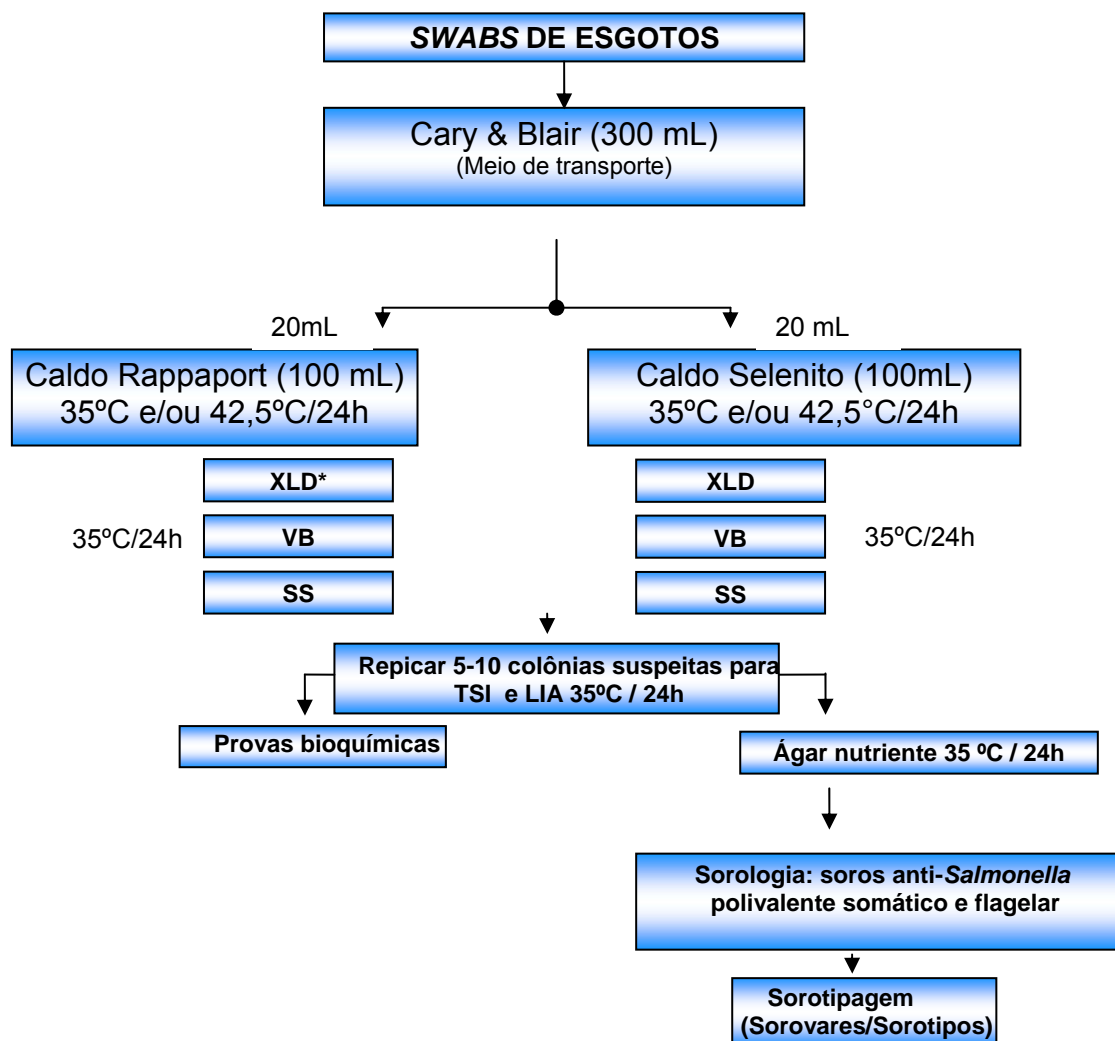 SWABS DE ESGOTOS
Cary & Blair (300 mL)
(Meio de transporte)
20mL
20 mL
Caldo Rappaport (100 mL)
35ºC e/ou 42,5ºC/24h
Caldo Selenito (100mL)
35ºC e/ou 42,5°C/24h
XLD*
VB
SS
35ºC/24h
XLD
VB
SS
35ºC/24h
Repicar 5-10 colônias suspeitas para
TSI e LIA 35ºC / 24h
Provas bioquímicas
Ágar nutriente 35 ºC / 24h
Sorologia: soros anti-Salmonella
polivalente somático e flagelar
Sorotipagem
(Sorovares/Sorotipos)